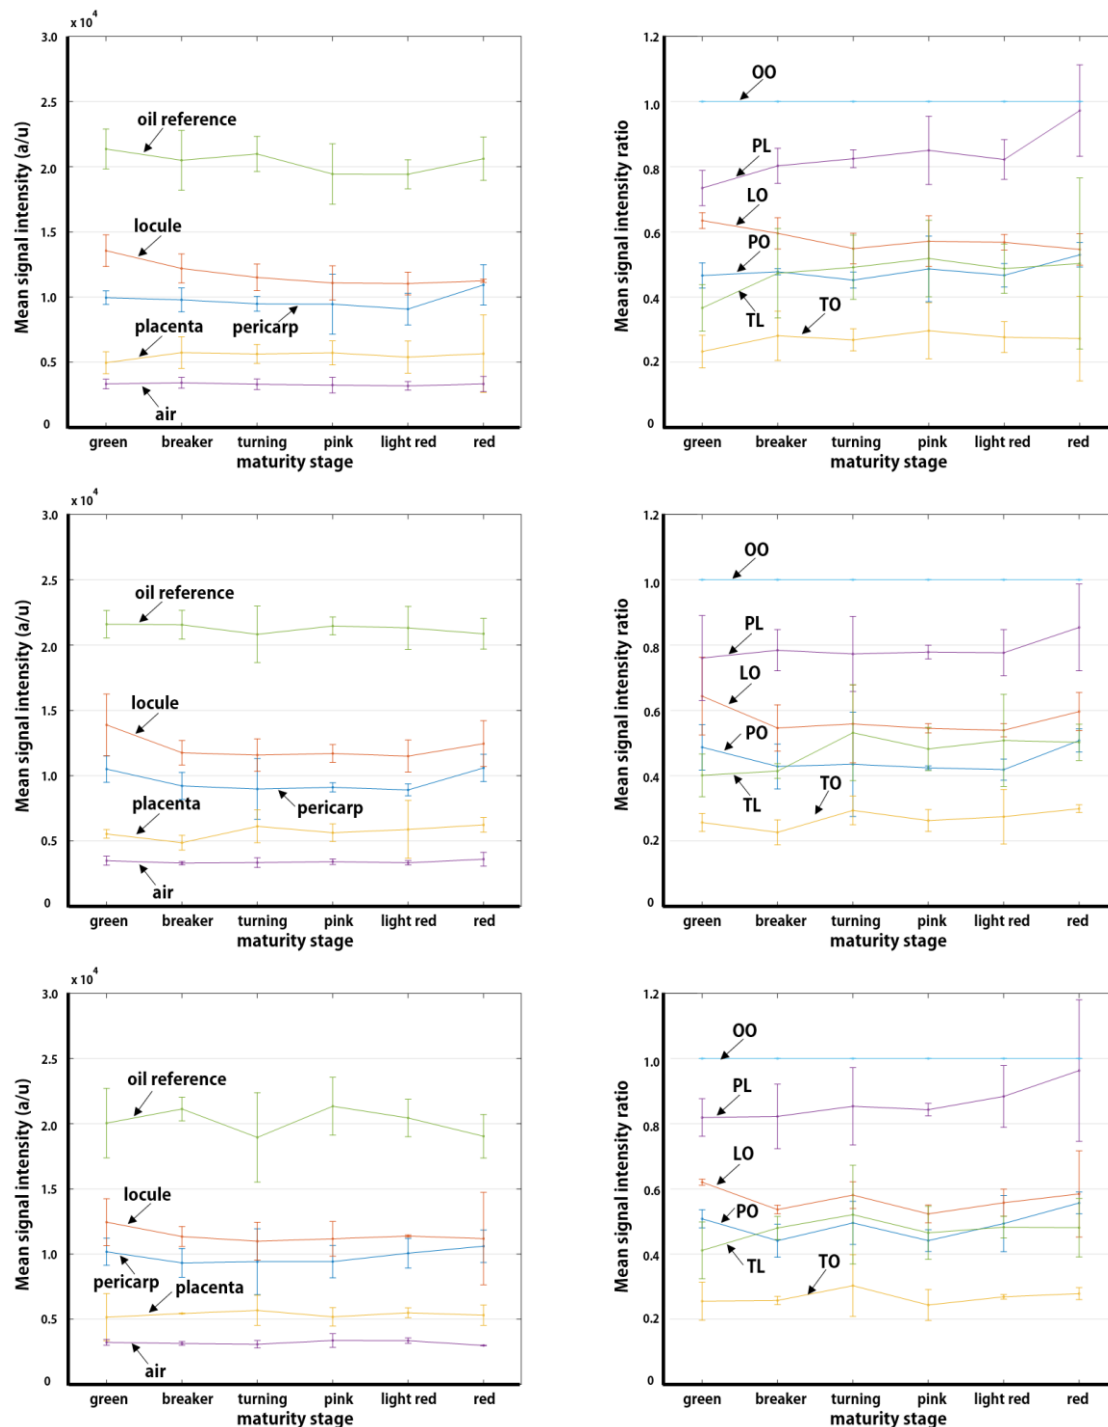 x 10⁴
3.0
2.5
2.0
1.5
1.0
0.5
0
Mean signal intensity (a/u)
oil reference
locule
placenta
pericarp
air
green breaker turning pink light red red
maturity stage
1.2
1.0
0.8
0.6
0.4
0.2
0
Mean signal intensity ratio
OO
PL
LO
PO
TL
TO
green breaker turning pink light red red
maturity stage
x 10⁴
3.0
2.5
2.0
1.5
1.0
0.5
0
Mean signal intensity (a/u)
oil reference
locule
placenta
pericarp
air
green breaker turning pink light red red
maturity stage
1.2
1.0
0.8
0.6
0.4
0.2
0
Mean signal intensity ratio
OO
PL
LO
PO
TL
TO
green breaker turning pink light red red
maturity stage
x 10⁴
3.0
2.5
2.0
1.5
1.0
0.5
0
Mean signal intensity (a/u)
oil reference
locule
pericarp
placenta
air
green breaker turning pink light red red
maturity stage
1.2
1.0
0.8
0.6
0.4
0.2
0
Mean signal intensity ratio
OO
PL
LO
PO
TL
TO
green breaker turning pink light red red
maturity stage